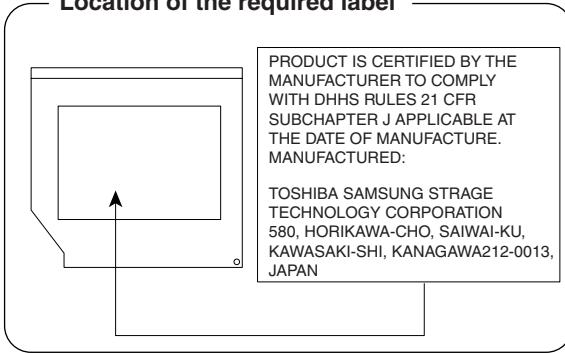 Location of the required label
PRODUCT IS CERTIFIED BY THE
MANUFACTURER TO COMPLY
WITH DHHS RULES 21 CFR
SUBCHAPTER J APPLICABLE AT
THE DATE OF MANUFACTURE.
MANUFACTURED:
TOSHIBA SAMSUNG STRAGE
TECHNOLOGY CORPORATION
580, HORIKAWA-CHO, SAIWAI-KU,
KAWASAKI-SHI, KANAGAWA212-0013,
JAPAN